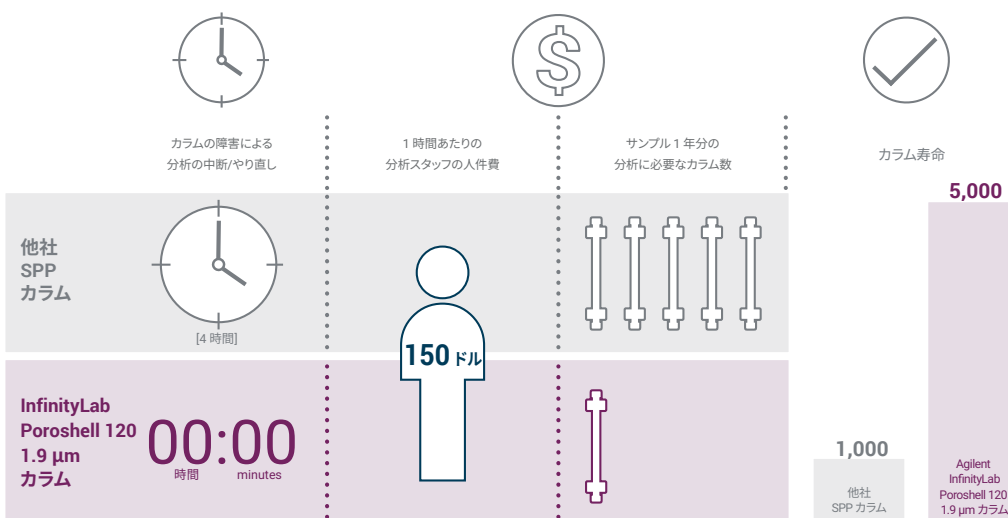 $
カラムの障害による
分析の中断/やり直し
1 時間あたりの
分析スタッフの人件費
サンプル 1 年分の
分析に必要なカラム数
カラム寿命
5,000
他社
SPP
カラム
[4 時間]
150 ドル
InfinityLab
Poroshell 120
1.9 µm
カラム
00:00
時間
minutes
1,000
他社
SPP カラム
Agilent
InfinityLab
Poroshell 120
1.9 µm カラム